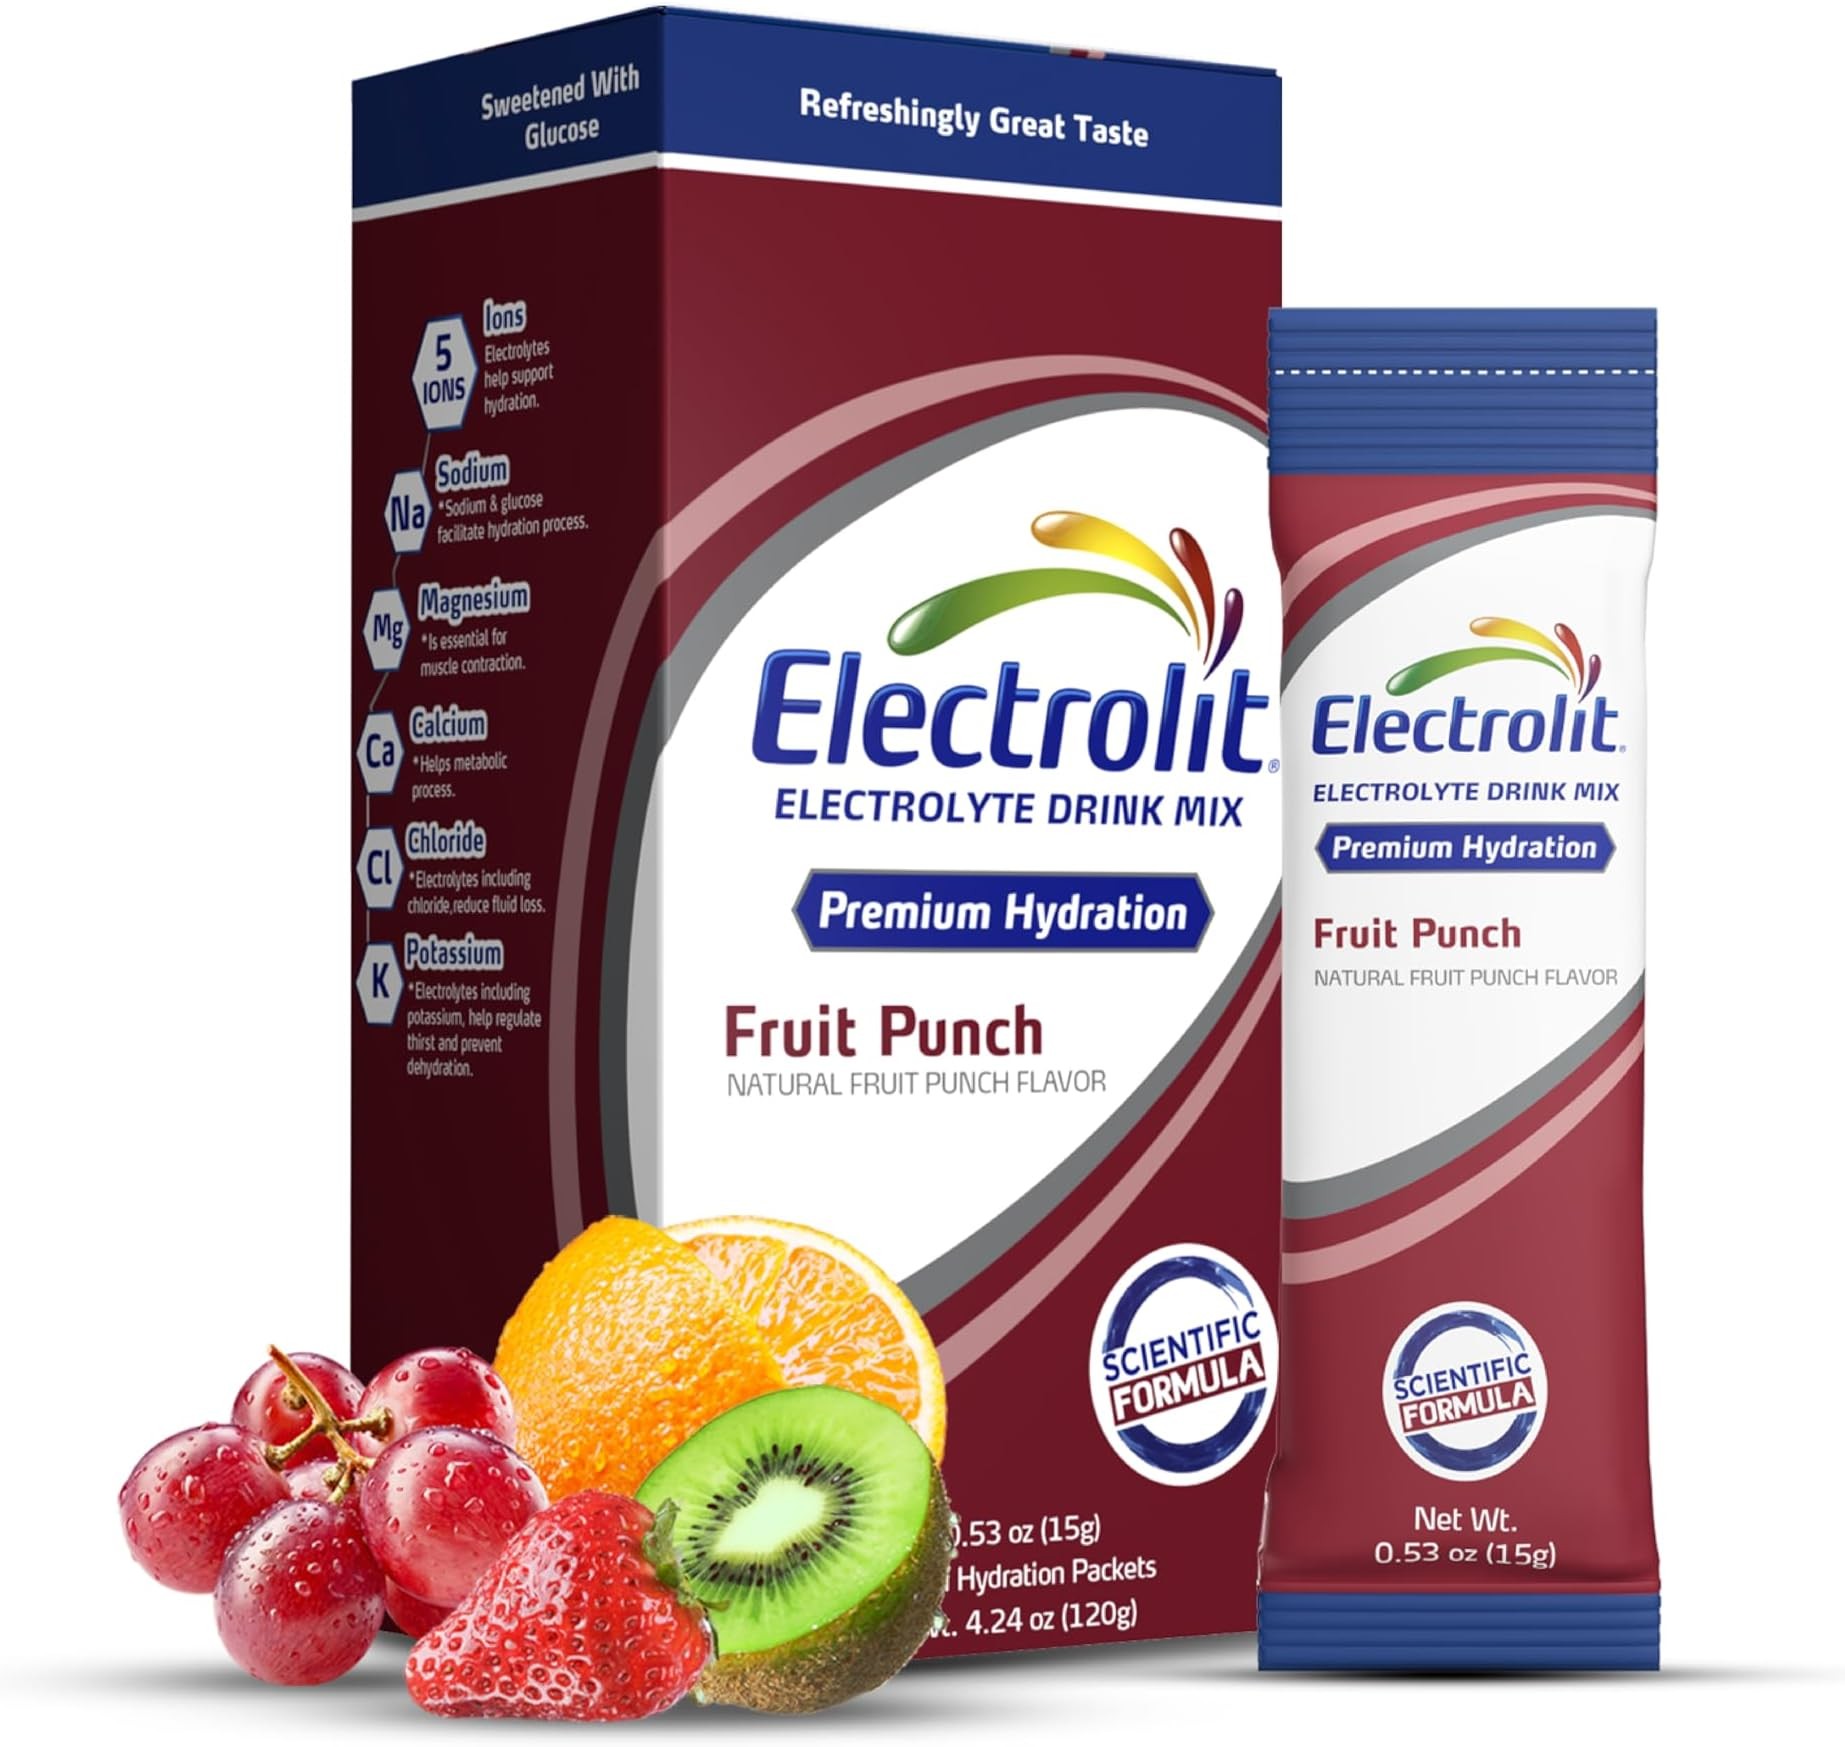 Sweetened With
Glucose
Refreshingly Great Taste
5
IONS
Ions
Electrolytes
help support
hydration.
Na
Sodium
*Sodium & glucose
facilitate hydration process.
Mg
Magnesium
*Is essential for
muscle contraction.
Ca
Calcium
*Helps metabolic
process.
Cl
Chloride
*Electrolytes including
chloride,reduce fluid loss.
K
Potassium
*Electrolytes including
potassium, help regulate
thirst and prevent
dehydration.
Electrolit®
ELECTROLYTE DRINK MIX
Premium Hydration
Fruit Punch
NATURAL FRUIT PUNCH FLAVOR
SCIENTIFIC
FORMULA
.53 oz (15g)
Hydration Packets
4.24 oz (120g)
Electrolit®
ELECTROLYTE DRINK MIX
Premium Hydration
Fruit Punch
NATURAL FRUIT PUNCH FLAVOR
SCIENTIFIC
FORMULA
Net Wt.
0.53 oz (15g)